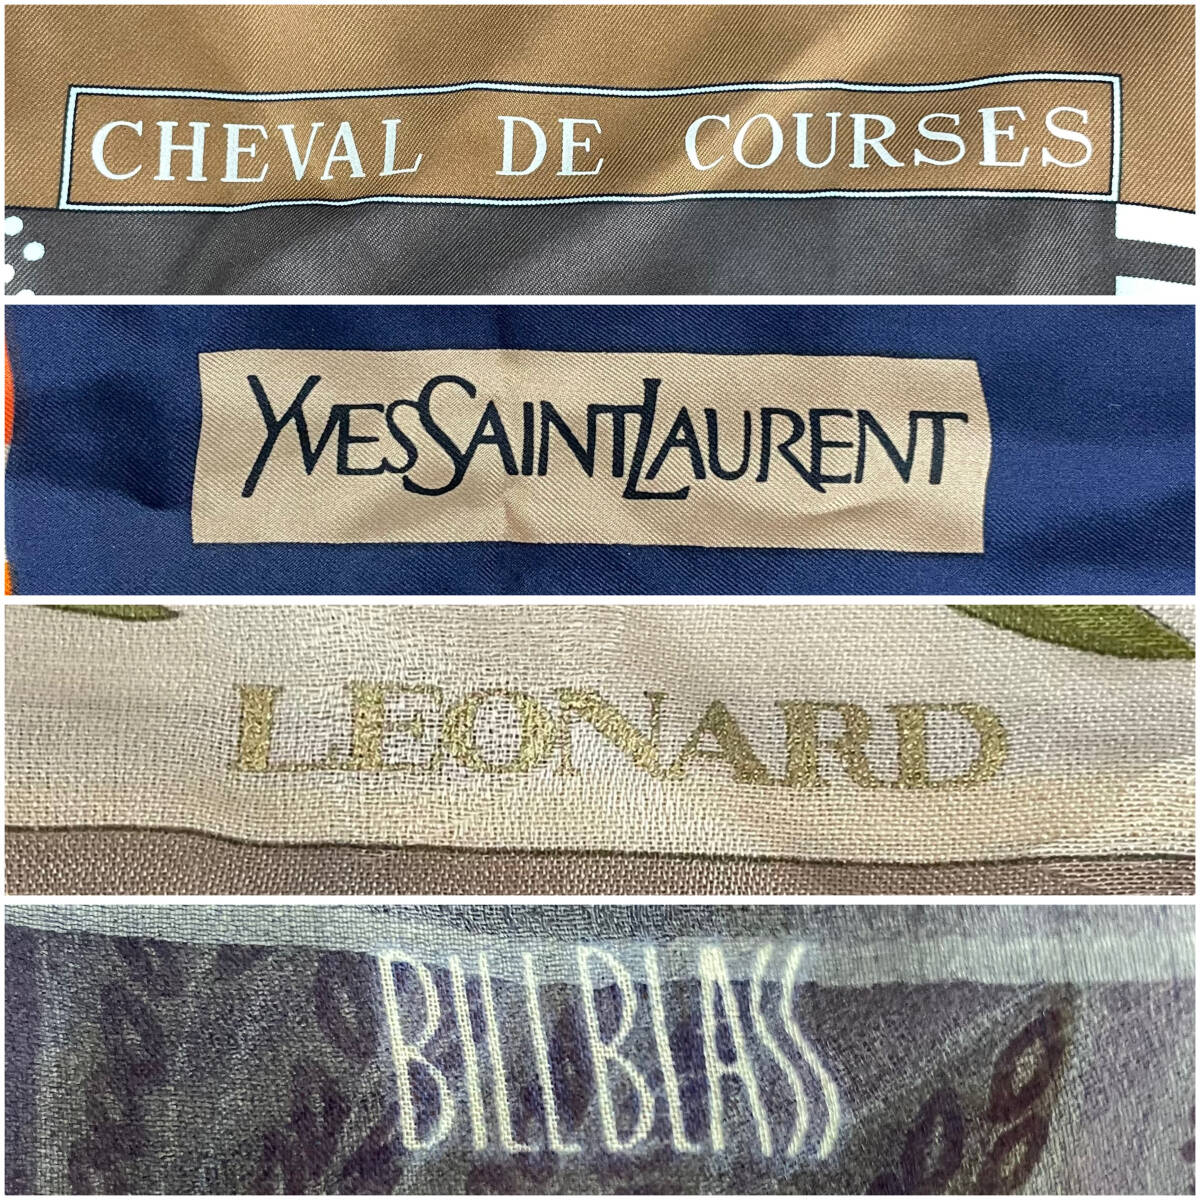 CHEVAL DE COURSES
YVESSAINTLAURENT
LEONARD
BILLBLASS